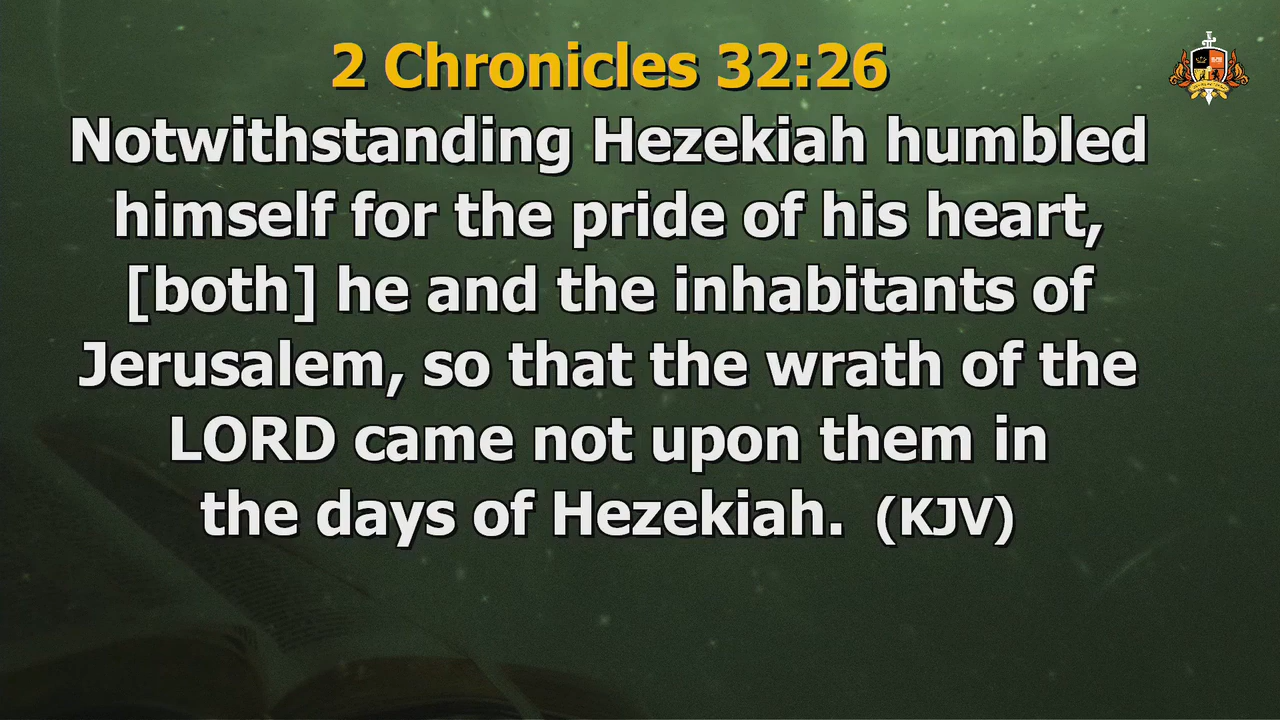 2 Chronicles 32:26
Notwithstanding Hezekiah humbled
himself for the pride of his heart,
[both] he and the inhabitants of
Jerusalem, so that the wrath of the
LORD came not upon them in
the days of Hezekiah. (KJV)